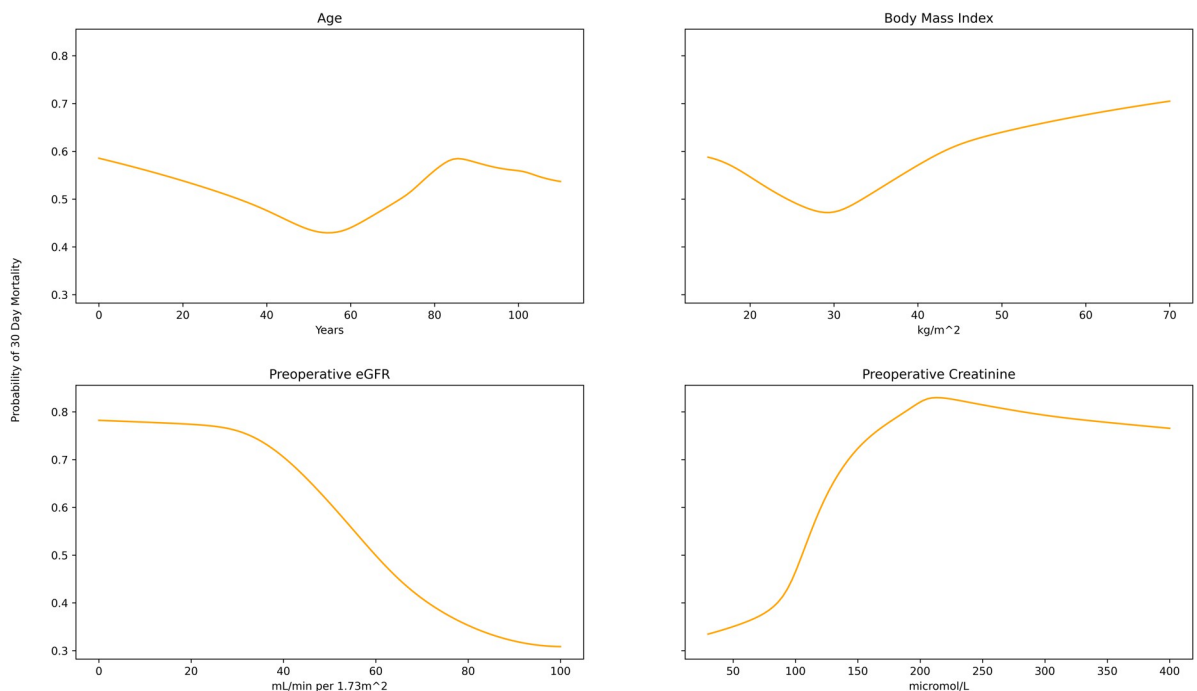 Age
Body Mass Index
0.8
0.7
0.6
0.5
0.4
0.3
0 20 40 60 80 100
Years
20 30 40 50 60 70
kg/m^2
Probability of 30 Day Mortality
Preoperative eGFR
Preoperative Creatinine
0.8
0.7
0.6
0.5
0.4
0.3
0 20 40 60 80 100
mL/min per 1.73m^2
50 100 150 200 250 300 350 400
micromol/L